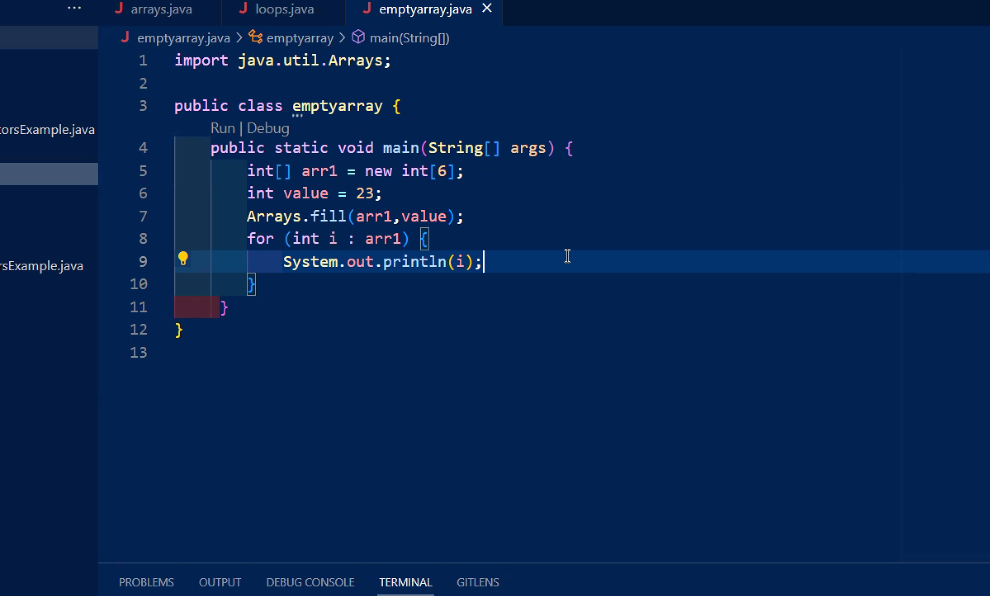 ··· J arrays.java J loops.java J emptyarray.java ×
J emptyarray.java > emptyarray > main(String[])
1 import java.util.Arrays;
2
3 public class emptyarray {
Run | Debug
torsExample.java
4 public static void main(String[] args) {
5 int[] arr1 = new int[6];
6 int value = 23;
7 Arrays.fill(arr1,value);
8 for (int i : arr1) {
9 System.out.println(i);
rsExample.java
10 }
11 }
12 }
13
PROBLEMS OUTPUT DEBUG CONSOLE TERMINAL GITLENS